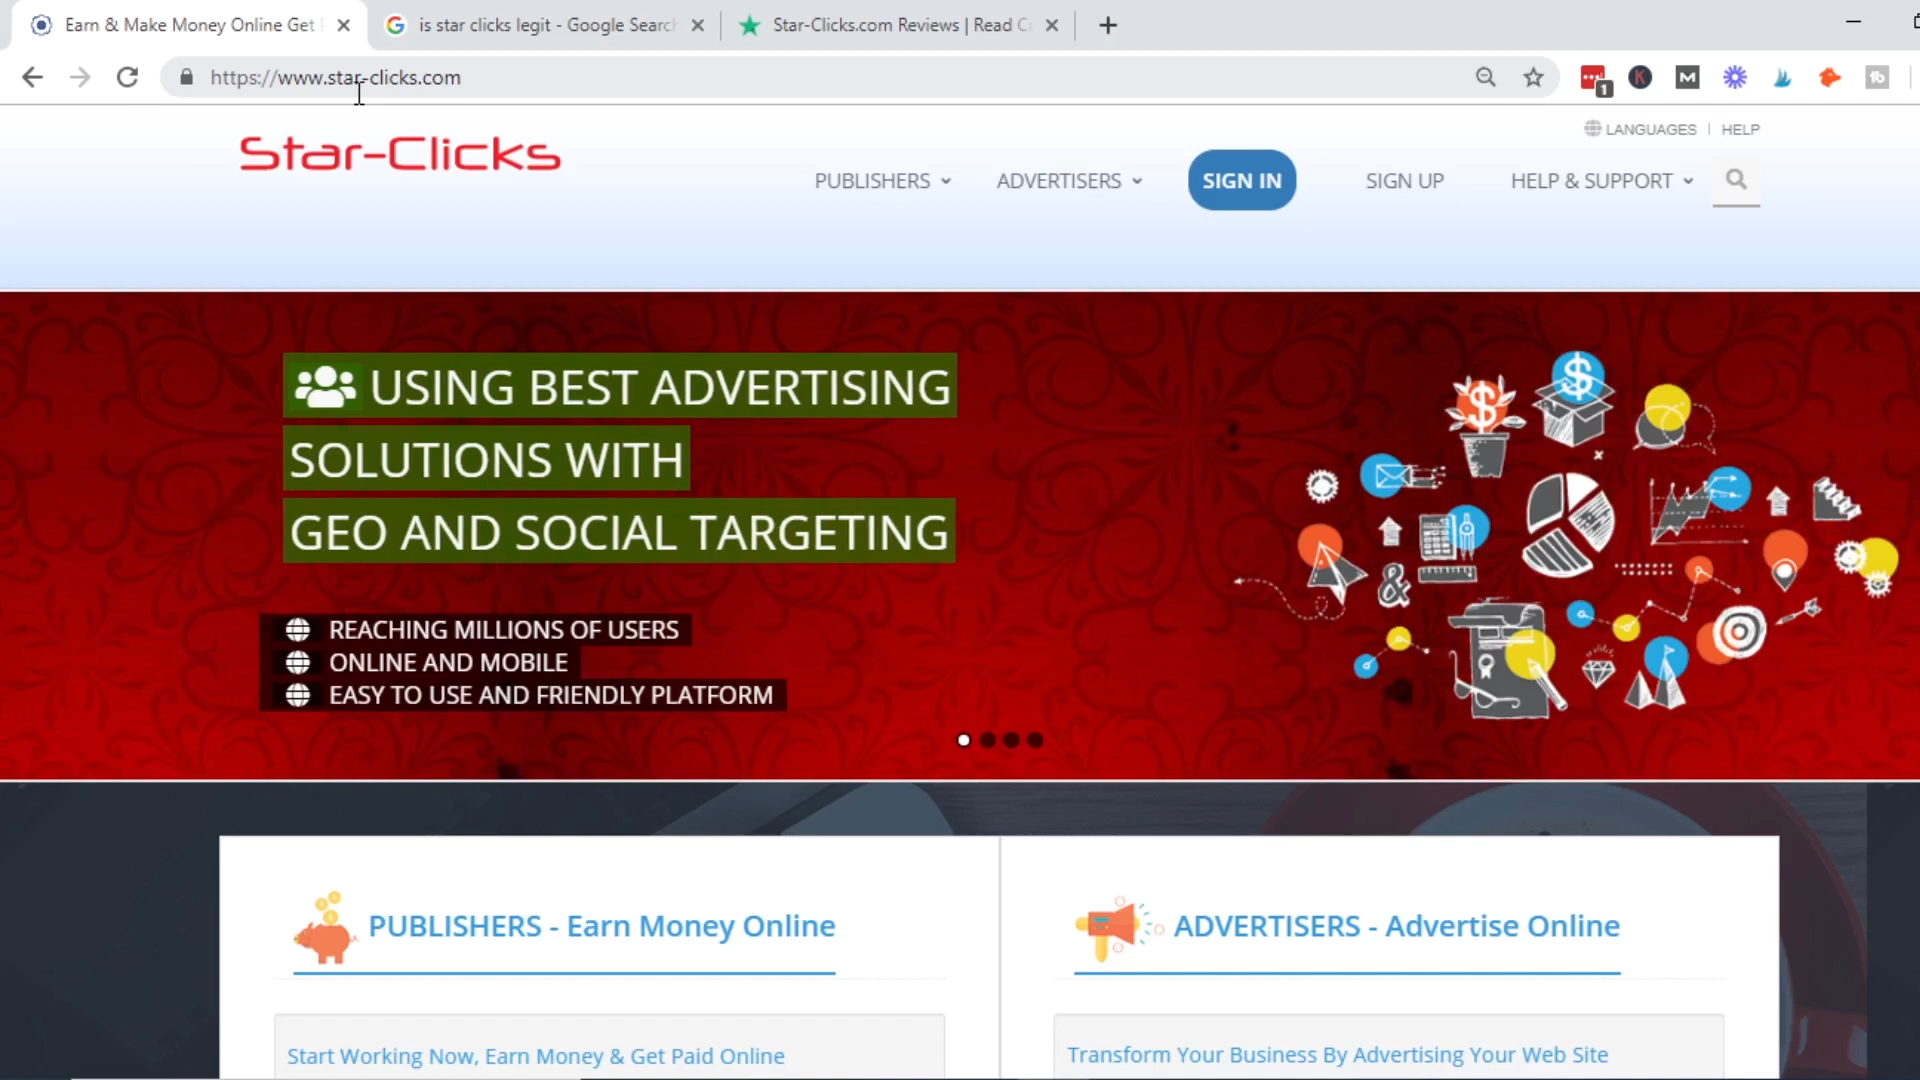 Earn & Make Money Online Get
is star clicks legit - Google Search
Star-Clicks.com Reviews | Read
https://www.star-clicks.com
1
K
M
tb
LANGUAGES | HELP
Star-Clicks
PUBLISHERS
ADVERTISERS
SIGN IN
SIGN UP
HELP & SUPPORT
USING BEST ADVERTISING
SOLUTIONS WITH
GEO AND SOCIAL TARGETING
REACHING MILLIONS OF USERS
ONLINE AND MOBILE
EASY TO USE AND FRIENDLY PLATFORM
$
$
&
PUBLISHERS - Earn Money Online
ADVERTISERS - Advertise Online
Start Working Now, Earn Money & Get Paid Online
Transform Your Business By Advertising Your Web Site